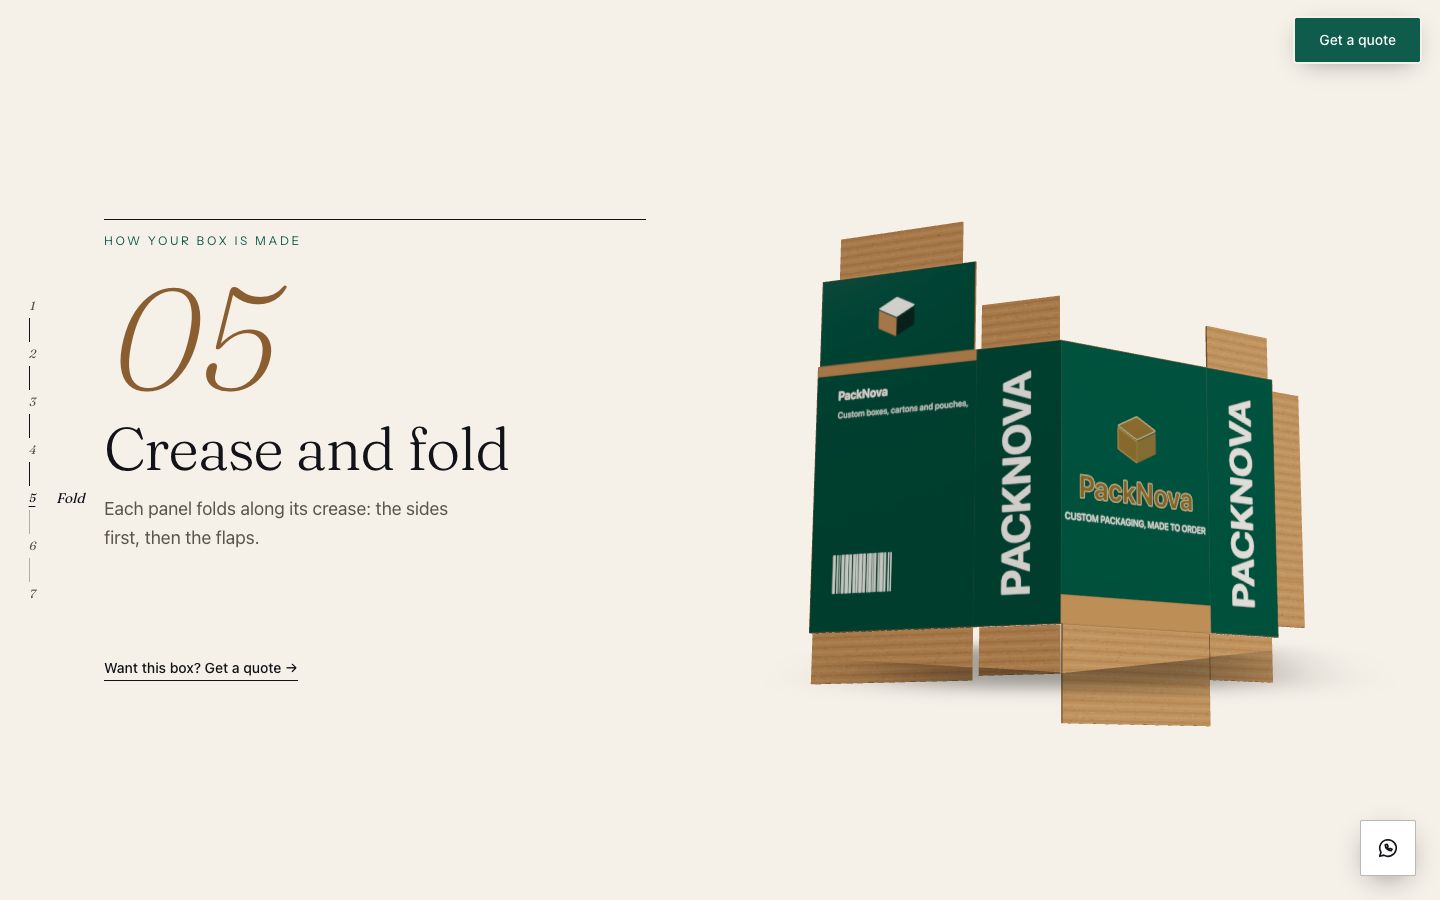 Get a quote
HOW YOUR BOX IS MADE
05
Crease and fold
Each panel folds along its crease: the sides
first, then the flaps.
Want this box? Get a quote →
1
2
3
4
5 Fold
6
7
PackNova
Custom boxes, cartons and pouches,
PACKNOVA
PackNova
CUSTOM PACKAGING, MADE TO ORDER
PACKNOVA